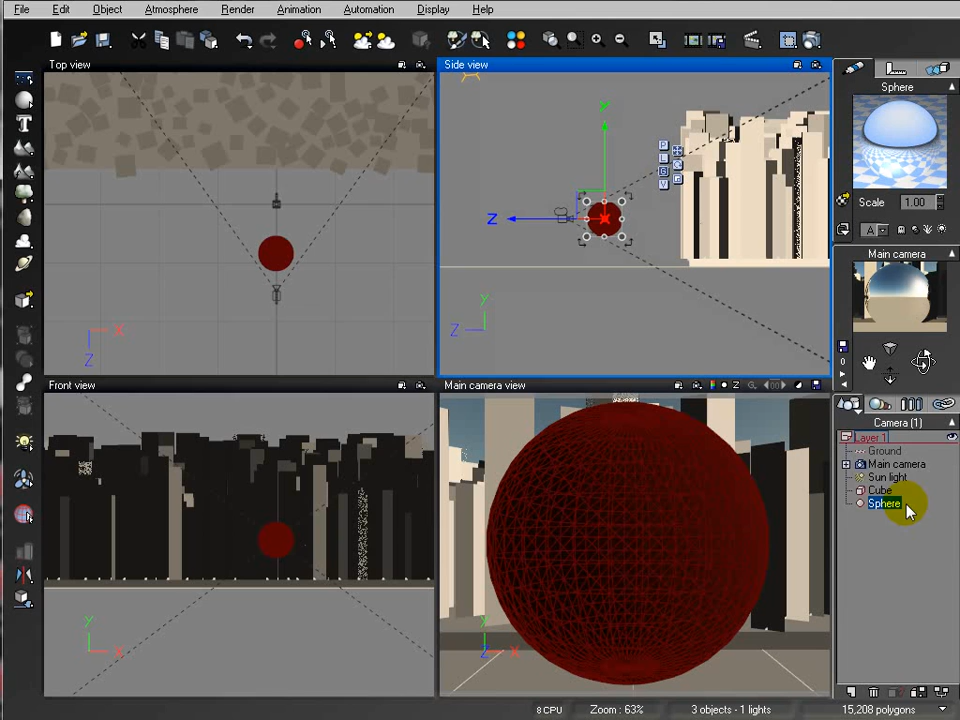 File Edit Object Atmosphere Render Animation Automation Display Help
Top view
Side view
Sphere
Scale 1.00
A
P
L
G
V
Y
Z
Main camera
0
X
Z
y
Z
Front view
Main camera view
Z
Camera (1)
Layer 1
Ground
Main camera
Sun light
Cube
Sphere
y
X
y
Z X
8 CPU Zoom : 63% 3 objects - 1 lights 15,208 polygons